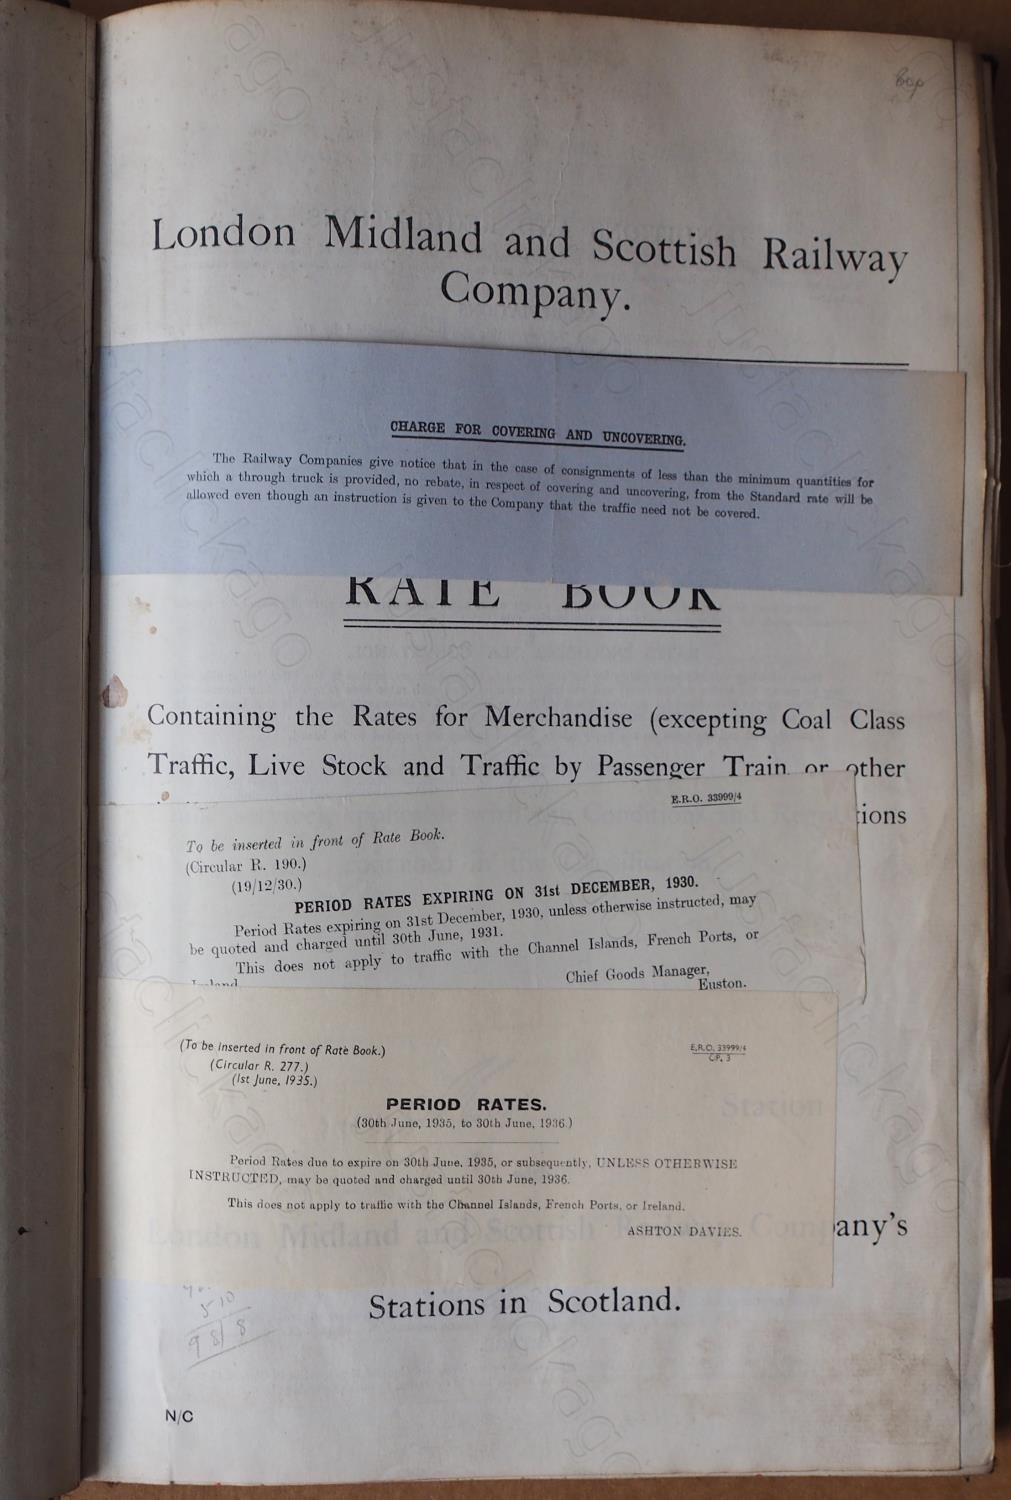 London Midland and Scottish Railway
Company.
CHARGE FOR COVERING AND UNCOVERING.
The Railway Companies give notice that in the case of consignments of less than the minimum quantities for
which a through truck is provided, no rebate, in respect of covering and uncovering, from the Standard rate will be
allowed even though an instruction is given to the Company that the traffic need not be covered.
RATE BOOK
Containing the Rates for Merchandise (excepting Coal Class
Traffic, Live Stock and Traffic by Passenger Train or other
tions
E.R.O. 33999/4
To be inserted in front of Rate Book.
(Circular R. 190.)
(19/12/30.)
PERIOD RATES EXPIRING ON 31st DECEMBER, 1930.
Period Rates expiring on 31st December, 1930, unless otherwise instructed, may
be quoted and charged until 30th June, 1931.
This does not apply to traffic with the Channel Islands, French Ports, or
Chief Goods Manager,
Euston.
(To be inserted in front of Rate Book.)
E.R.O. 33999/4
C.P. 3
(Circular R. 277.)
(1st June, 1935.)
PERIOD RATES.
(30th June, 1935, to 30th June, 1936.)
Period Rates due to expire on 30th June, 1935, or subsequently, UNLESS OTHERWISE
INSTRUCTED, may be quoted and charged until 30th June, 1936.
This does not apply to traffic with the Channel Islands, French Ports, or Ireland.
ASHTON DAVIES.
any's
Stations in Scotland.
5 10
9 8/ 8
N/C
justaclickago